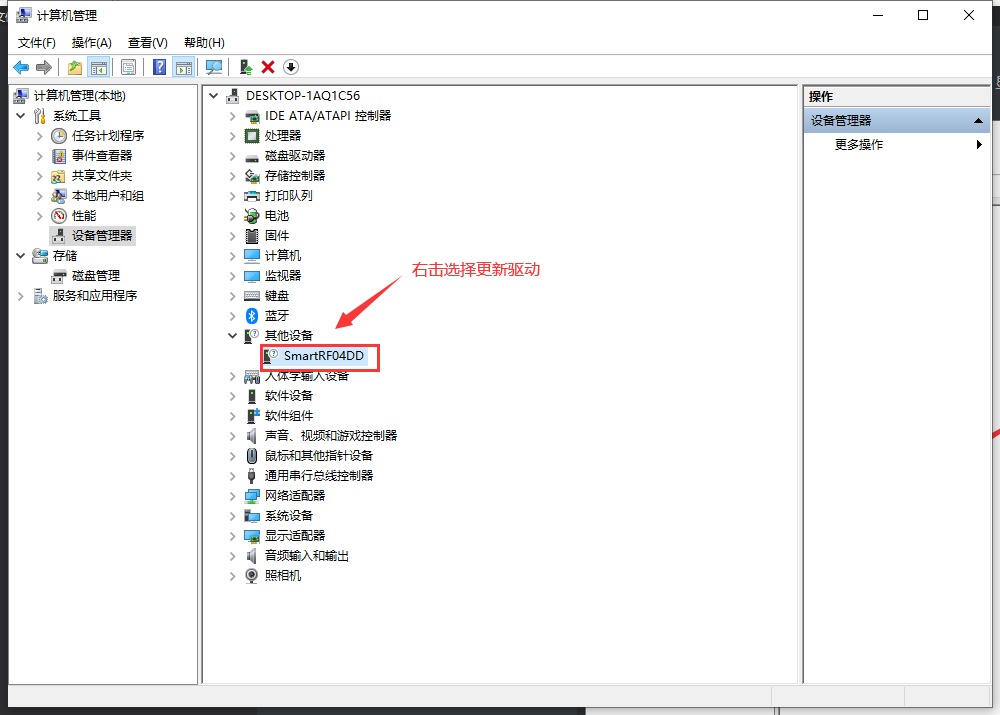 计算机管理
文件(F) 操作(A) 查看(V) 帮助(H)
计算机管理(本地)
系统工具
任务计划程序
事件查看器
共享文件夹
本地用户和组
性能
设备管理器
存储
磁盘管理
服务和应用程序
DESKTOP-1AQ1C56
IDE ATA/ATAPI 控制器
处理器
磁盘驱动器
存储控制器
打印队列
电池
固件
计算机
监视器
键盘
蓝牙
其他设备
SmartRF04DD
人体学输入设备
软件设备
软件组件
声音、视频和游戏控制器
鼠标和其他指针设备
通用串行总线控制器
网络适配器
系统设备
显示适配器
音频输入和输出
照相机
右击选择更新驱动
操作
设备管理器
更多操作